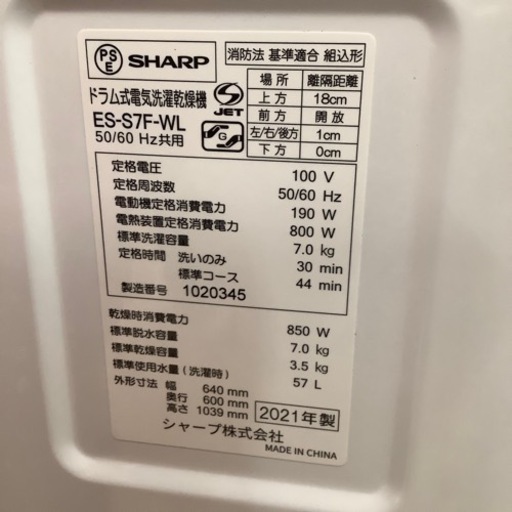 PS E SHARP
ドラム式電気洗濯乾燥機
ES-S7F-WL
50/60 Hz共用
S-JET
G
消防法 基準適合 組込形
場所 離隔距離
上方 18cm
前方 開放
左/右/後方 1cm
下方 0cm
定格電圧 100 V
定格周波数 50/60 Hz
電動機定格消費電力 190 W
電熱装置定格消費電力 800 W
標準洗濯容量 7.0 kg
定格時間 洗いのみ 30 min
標準コース 44 min
製造番号 1020345
乾燥時消費電力 850 W
標準脱水容量 7.0 kg
標準乾燥容量 3.5 kg
標準使用水量(洗濯時) 57 L
外形寸法 幅 640 mm
奥行 600 mm
高さ 1039 mm
2021年製
シャープ株式会社
MADE IN CHINA